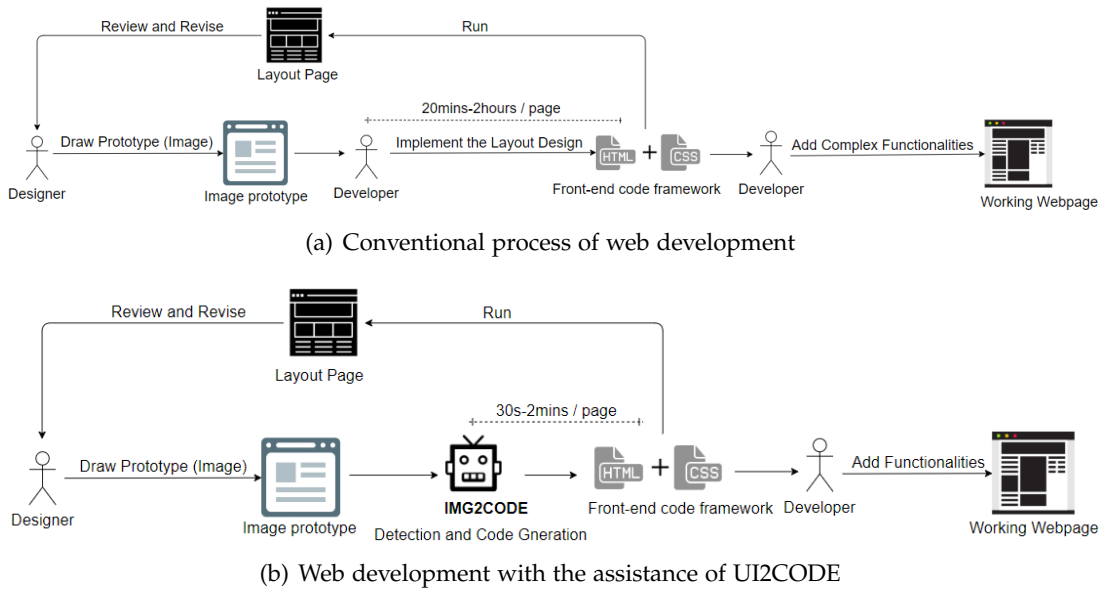 Review and Revise
Run
Layout Page
20mins-2hours / page
Draw Prototype (Image)
Implement the Layout Design
HTML
+
CSS
Add Complex Functionalities
Designer
Image prototype
Developer
Front-end code framework
Developer
Working Webpage
(a) Conventional process of web development
Review and Revise
Run
Layout Page
30s-2mins / page
Draw Prototype (Image)
HTML
+
CSS
Add Functionalities
Designer
Image prototype
IMG2CODE
Detection and Code Gneration
Front-end code framework
Developer
Working Webpage
(b) Web development with the assistance of UI2CODE